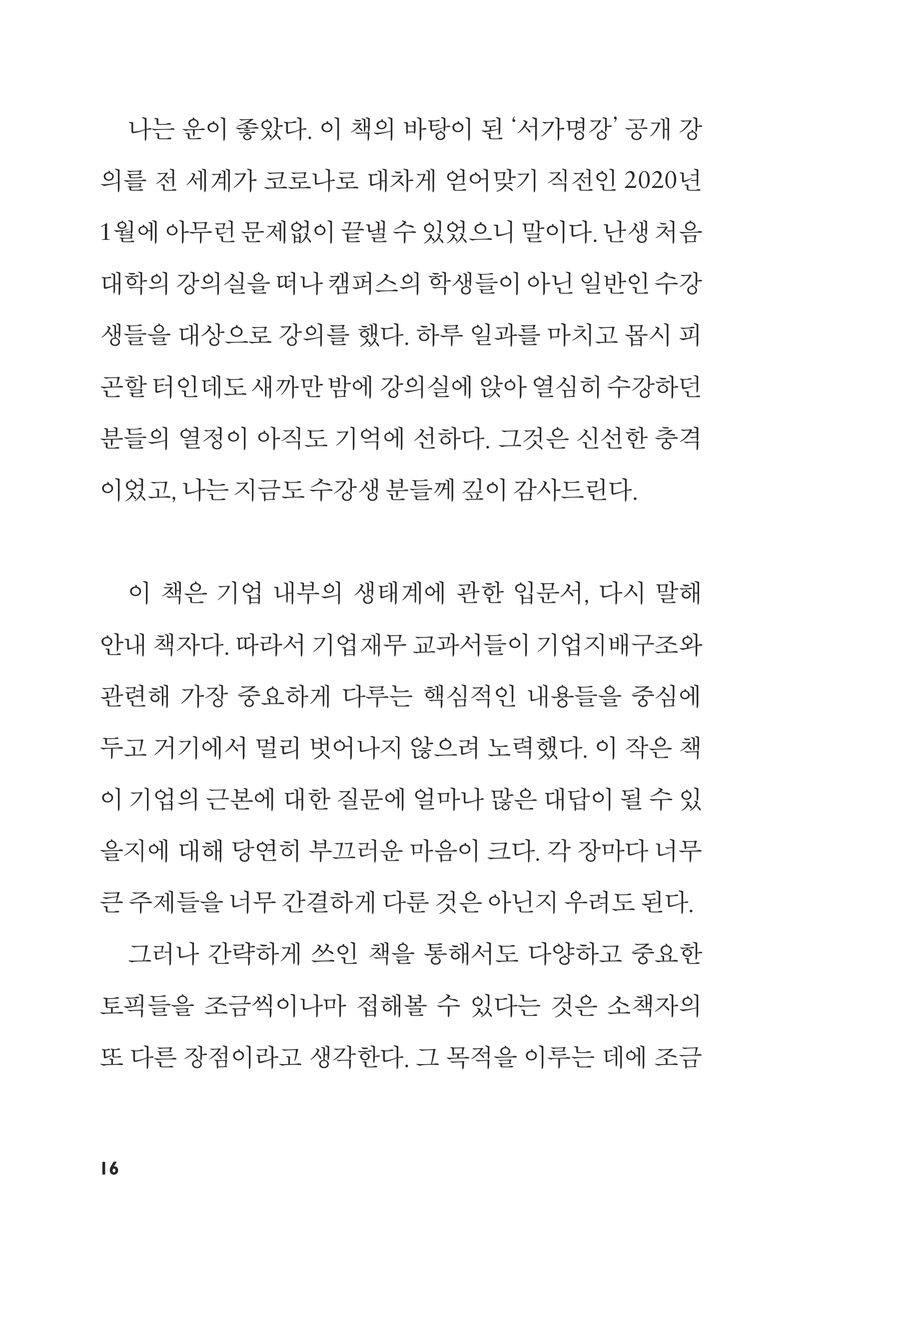 나는 운이 좋았다. 이 책의 바탕이 된 ‘서가명강’ 공개 강
의를 전 세계가 코로나로 대차게 얻어맞기 직전인 2020년
1월에 아무런 문제없이 끝낼 수 있었으니 말이다. 난생 처음
대학의 강의실을 떠나 캠퍼스의 학생들이 아닌 일반인 수강
생들을 대상으로 강의를 했다. 하루 일과를 마치고 몹시 피
곤할 터인데도 새까만 밤에 강의실에 앉아 열심히 수강하던
분들의 열정이 아직도 기억에 선하다. 그것은 신선한 충격
이었고, 나는 지금도 수강생 분들께 깊이 감사드린다.
이 책은 기업 내부의 생태계에 관한 입문서, 다시 말해
안내 책자다. 따라서 기업재무 교과서들이 기업지배구조와
관련해 가장 중요하게 다루는 핵심적인 내용들을 중심에
두고 거기에서 멀리 벗어나지 않으려 노력했다. 이 작은 책
이 기업의 근본에 대한 질문에 얼마나 많은 대답이 될 수 있
을지에 대해 당연히 부끄러운 마음이 크다. 각 장마다 너무
큰 주제들을 너무 간결하게 다룬 것은 아닌지 우려도 된다.
그러나 간략하게 쓰인 책을 통해서도 다양하고 중요한
토픽들을 조금씩이나마 접해볼 수 있다는 것은 소책자의
또 다른 장점이라고 생각한다. 그 목적을 이루는 데에 조금
16